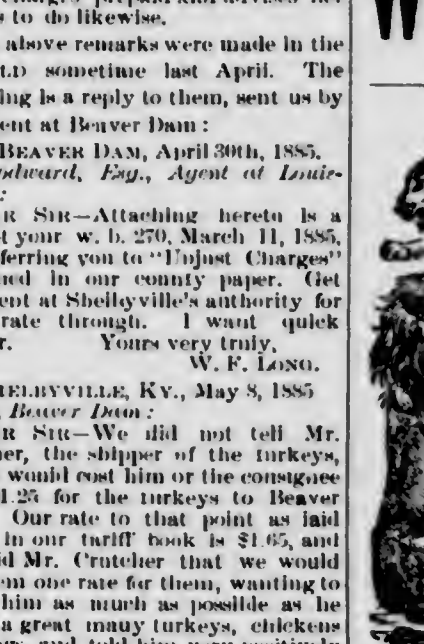 s to do likewise.
above remarks were made in the
sometime last April. The
ing is a reply to them, sent us by
ent at Beaver Dam:
BEAVER DAM, April 30th, 1885.
odward, Esq., Agent at Louis-
:
R SIR—Attaching hereto is a
t your w. b. 270, March 11, 1885,
ferring you to "Unjust Charges"
in our county paper. Get
ent at Shelbyville's authority for
rate through. I want quick
r. Yours very truly,
W. F. LONG.
ELBYVILLE, KY., May 8, 1885
, Beaver Dam:
R SIR—We did not tell Mr.
her, the shipper of the turkeys,
would cost him or the consignee
1.25 for the turkeys to Beaver
Our rate to that point as laid
in our tariff book is $1.65, and
id Mr. Crutcher that we would
em one rate for them, wanting to
him as much as possilde as he
a great many turkeys, chickens
and told him
W